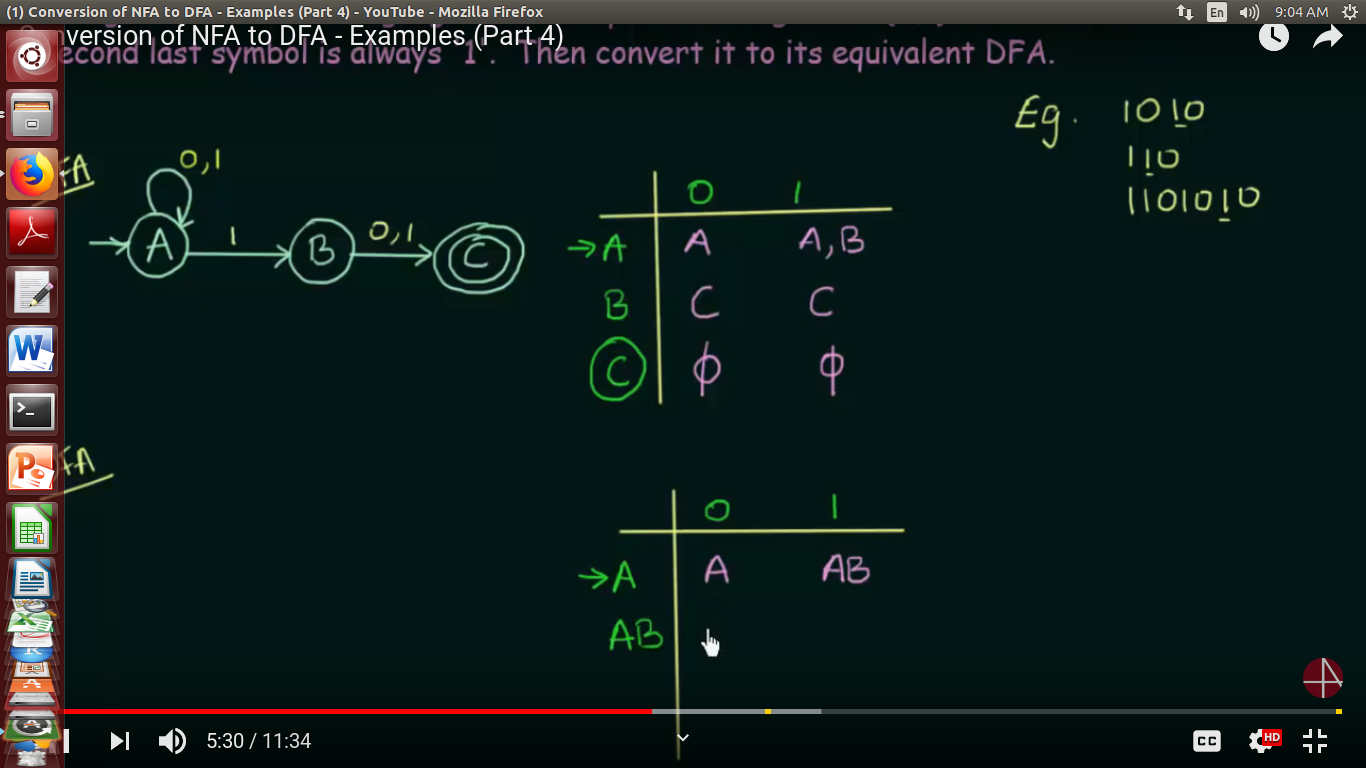 (1) Conversion of NFA to DFA - Examples (Part 4) - YouTube - Mozilla Firefox
En
9:04 AM
nversion of NFA to DFA - Examples (Part 4)
econd last symbol is always '1'. Then convert it to its equivalent DFA.
Eg. 1010
110
1101010
FA
0,1
A 1 B 0,1 C
0 1
→ A A A,B
B C C
C ϕ ϕ
FA
0 1
→ A A AB
AB
5:30 / 11:34
CC
HD